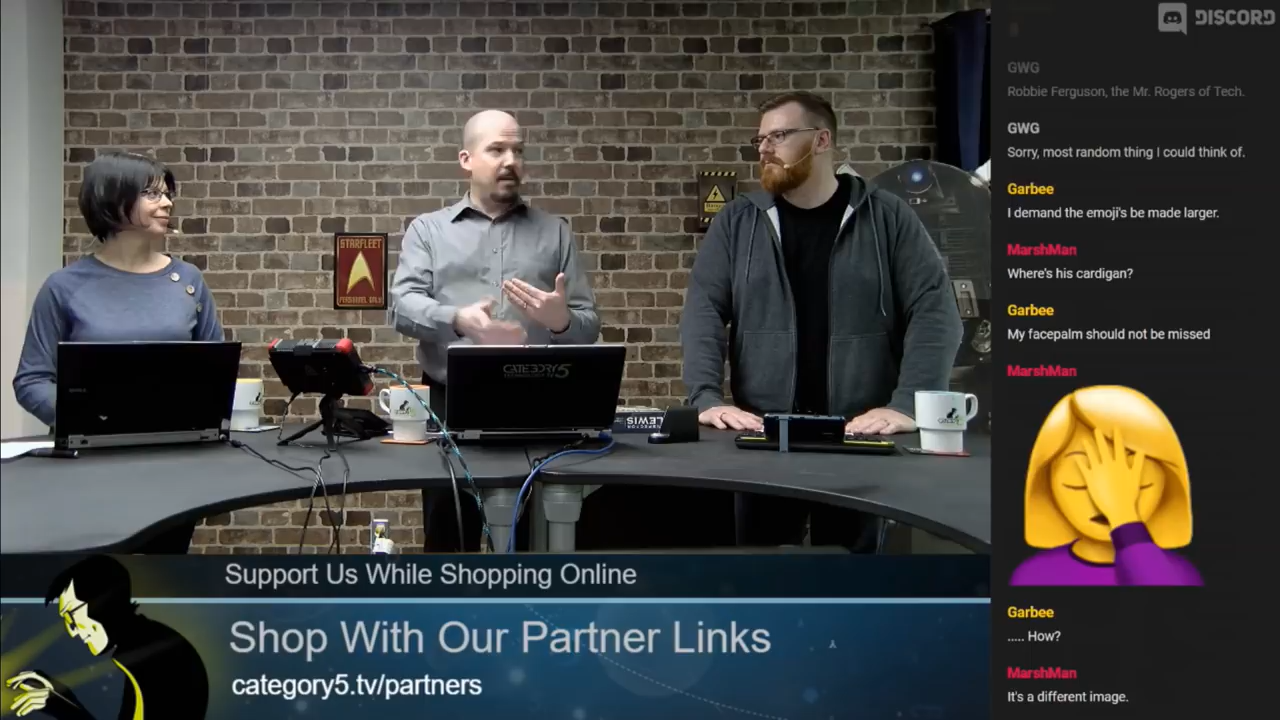 DISCORD
GWG
Robbie Ferguson, the Mr. Rogers of Tech.
GWG
Sorry, most random thing I could think of.
Garbee
I demand the emoji's be made larger.
MarshMan
Where's his cardigan?
Garbee
My facepalm should not be missed
MarshMan
Garbee
..... How?
MarshMan
It's a different image.
STARFLEET
PERSONNEL ONLY
CATEGORY5
LEWIS
Support Us While Shopping Online
Shop With Our Partner Links
category5.tv/partners